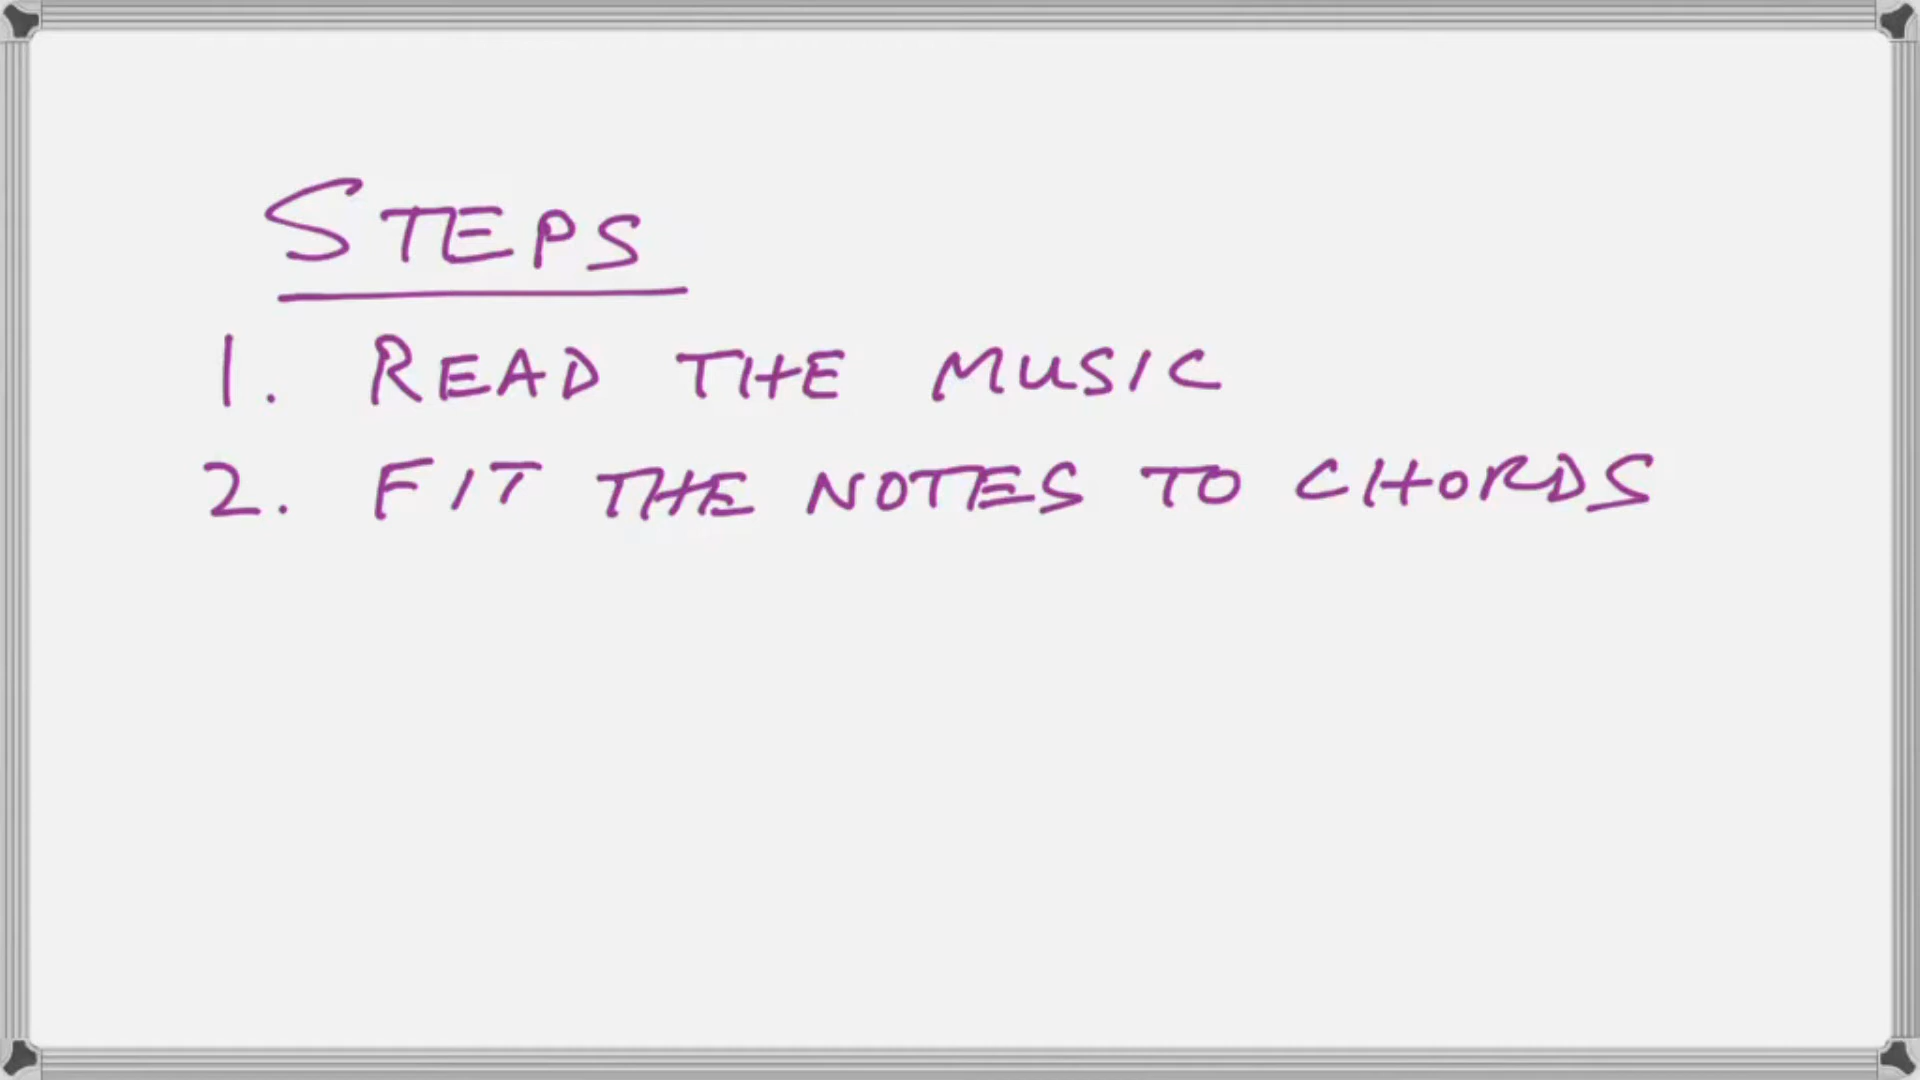 STEPS
1. READ THE MUSIC
2. FIT THE NOTES TO CHORDS